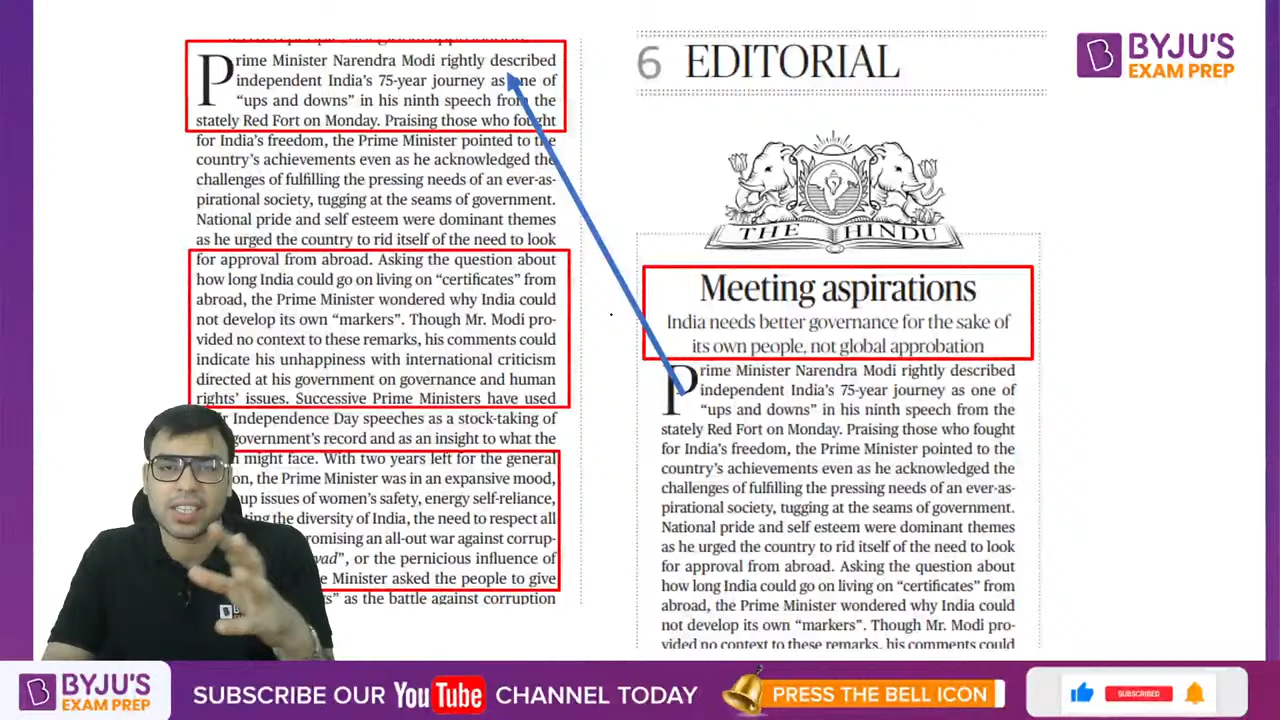 Prime Minister Narendra Modi rightly described
independent India's 75-year journey as one of
"ups and downs" in his ninth speech from the
stately Red Fort on Monday. Praising those who fought
for India's freedom, the Prime Minister pointed to the
country's achievements even as he acknowledged the
challenges of fulfilling the pressing needs of an ever-as-
pirational society, tugging at the seams of government.
National pride and self esteem were dominant themes
as he urged the country to rid itself of the need to look
for approval from abroad. Asking the question about
how long India could go on living on "certificates" from
abroad, the Prime Minister wondered why India could
not develop its own "markers". Though Mr. Modi pro-
vided no context to these remarks, his comments could
indicate his unhappiness with international criticism
directed at his government on governance and human
rights' issues. Successive Prime Ministers have used
Independence Day speeches as a stock-taking of
government's record and as an insight to what the
might face. With two years left for the general
the Prime Minister was in an expansive mood,
up issues of women's safety, energy self-reliance,
the diversity of India, the need to respect all
promising an all-out war against corrup-
or the pernicious influence of
Minister asked the people to give
as the battle against corruption
6 EDITORIAL
BYJU'S
EXAM PREP
THE HINDU
Meeting aspirations
India needs better governance for the sake of
its own people, not global approbation
Prime Minister Narendra Modi rightly described
independent India's 75-year journey as one of
"ups and downs" in his ninth speech from the
stately Red Fort on Monday. Praising those who fought
for India's freedom, the Prime Minister pointed to the
country's achievements even as he acknowledged the
challenges of fulfilling the pressing needs of an ever-as-
pirational society, tugging at the seams of government.
National pride and self esteem were dominant themes
as he urged the country to rid itself of the need to look
for approval from abroad. Asking the question about
how long India could go on living on "certificates" from
abroad, the Prime Minister wondered why India could
not develop its own "markers". Though Mr. Modi pro-
vided no context to these remarks, his comments could
BYJU'S
EXAM PREP
SUBSCRIBE OUR YouTube CHANNEL TODAY
PRESS THE BELL ICON
SUBSCRIBED